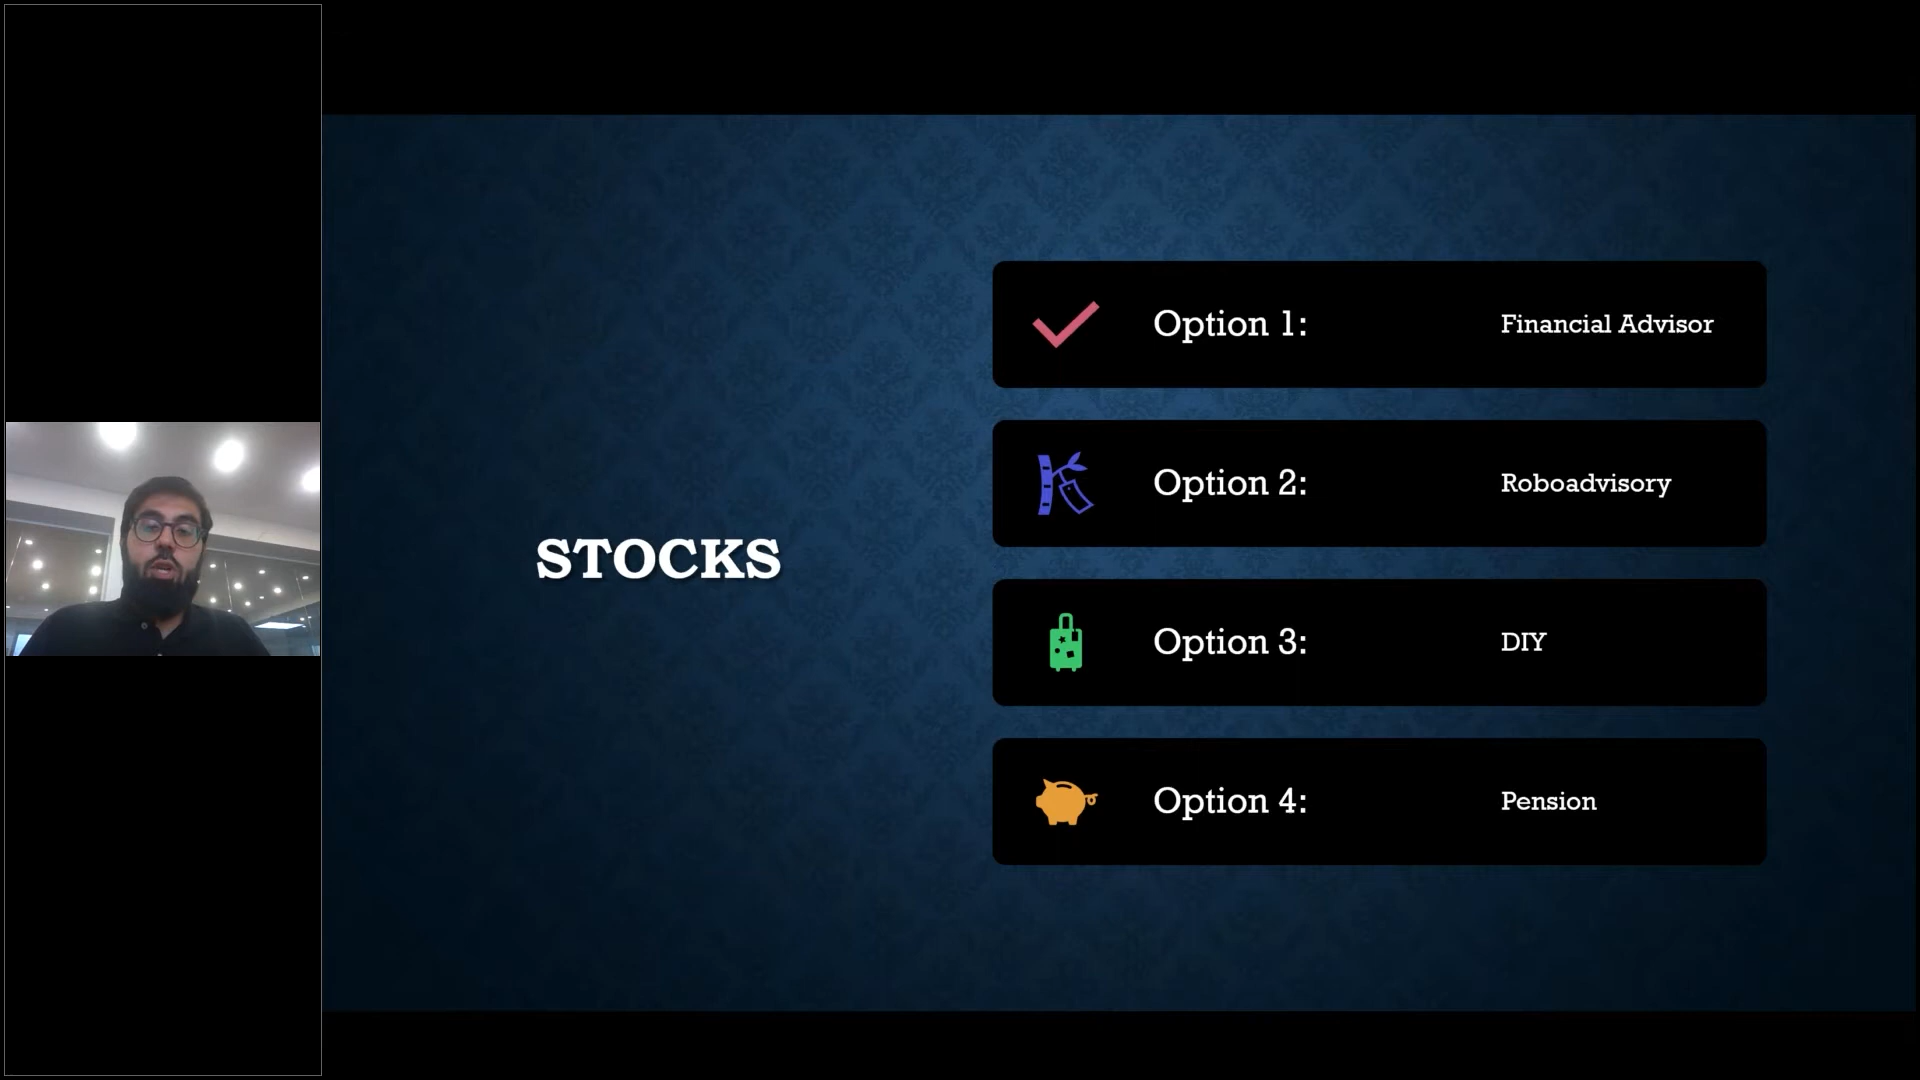 STOCKS
Option 1: Financial Advisor
Option 2: Roboadvisory
Option 3: DIY
Option 4: Pension